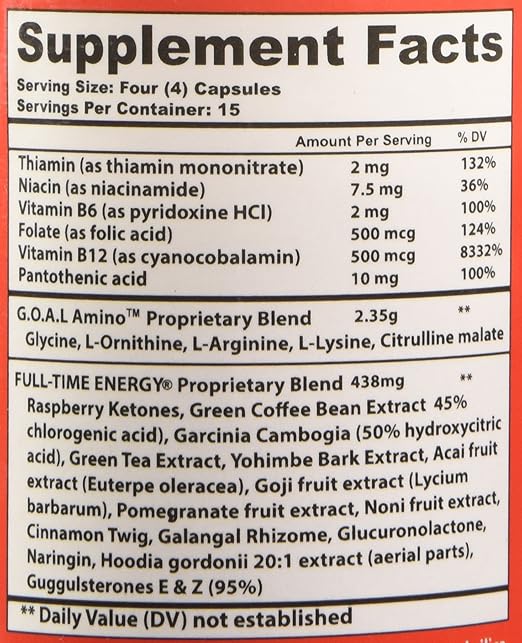 Supplement Facts
Serving Size: Four (4) Capsules
Servings Per Container: 15
Amount Per Serving % DV
Thiamin (as thiamin mononitrate) 2 mg 132%
Niacin (as niacinamide) 7.5 mg 36%
Vitamin B6 (as pyridoxine HCl) 2 mg 100%
Folate (as folic acid) 500 mcg 124%
Vitamin B12 (as cyanocobalamin) 500 mcg 8332%
Pantothenic acid 10 mg 100%
G.O.A.L Amino™ Proprietary Blend 2.35g **
Glycine, L-Ornithine, L-Arginine, L-Lysine, Citrulline malate
FULL-TIME ENERGY® Proprietary Blend 438mg **
Raspberry Ketones, Green Coffee Bean Extract 45%
chlorogenic acid), Garcinia Cambogia (50% hydroxycitric
acid), Green Tea Extract, Yohimbe Bark Extract, Acai fruit
extract (Euterpe oleracea), Goji fruit extract (Lycium
barbarum), Pomegranate fruit extract, Noni fruit extract,
Cinnamon Twig, Galangal Rhizome, Glucuronolactone,
Naringin, Hoodia gordonii 20:1 extract (aerial parts),
Guggulsterones E & Z (95%)
** Daily Value (DV) not established